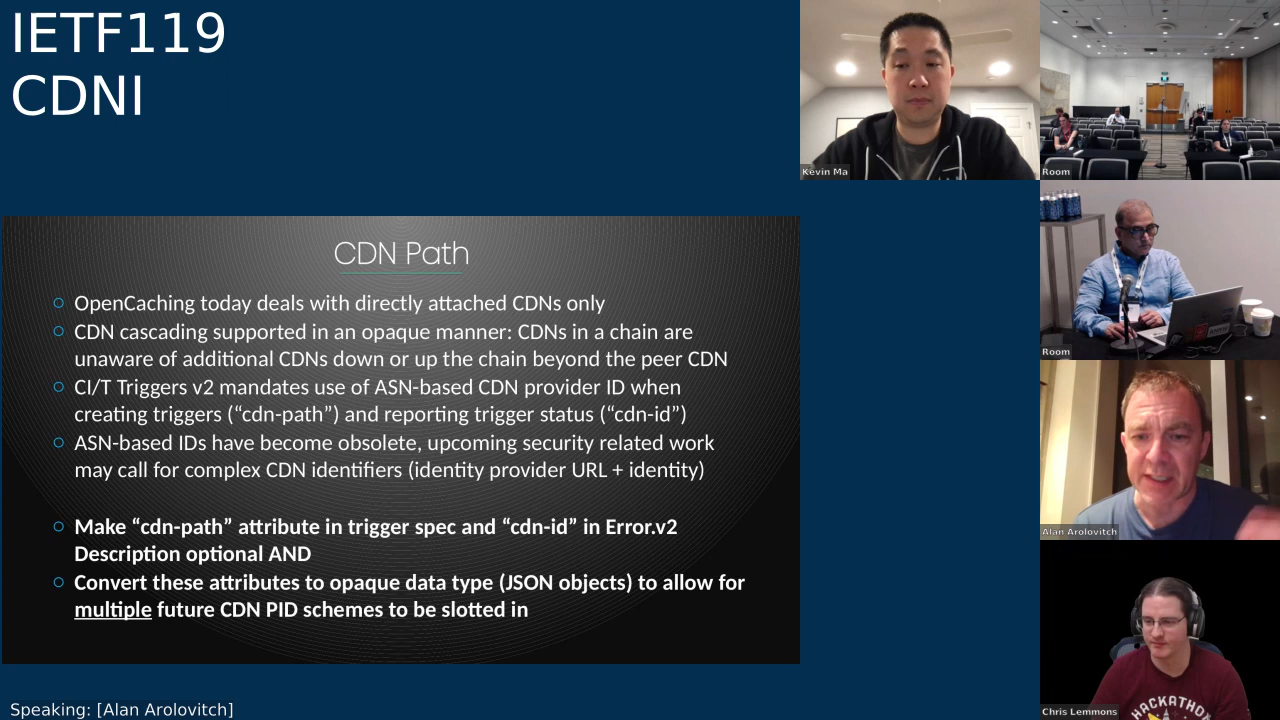 IETF119
CDNI
Kevin Ma
Room
CDN Path
OpenCaching today deals with directly attached CDNs only
CDN cascading supported in an opaque manner: CDNs in a chain are
unaware of additional CDNs down or up the chain beyond the peer CDN
CI/T Triggers v2 mandates use of ASN-based CDN provider ID when
creating triggers (“cdn-path”) and reporting trigger status (“cdn-id”)
ASN-based IDs have become obsolete, upcoming security related work
may call for complex CDN identifiers (identity provider URL + identity)
Make “cdn-path” attribute in trigger spec and “cdn-id” in Error.v2
Description optional AND
Convert these attributes to opaque data type (JSON objects) to allow for
multiple future CDN PID schemes to be slotted in
Room
Alan Arolovitch
HACKATHON
Chris Lemmons
Speaking: [Alan Arolovitch]